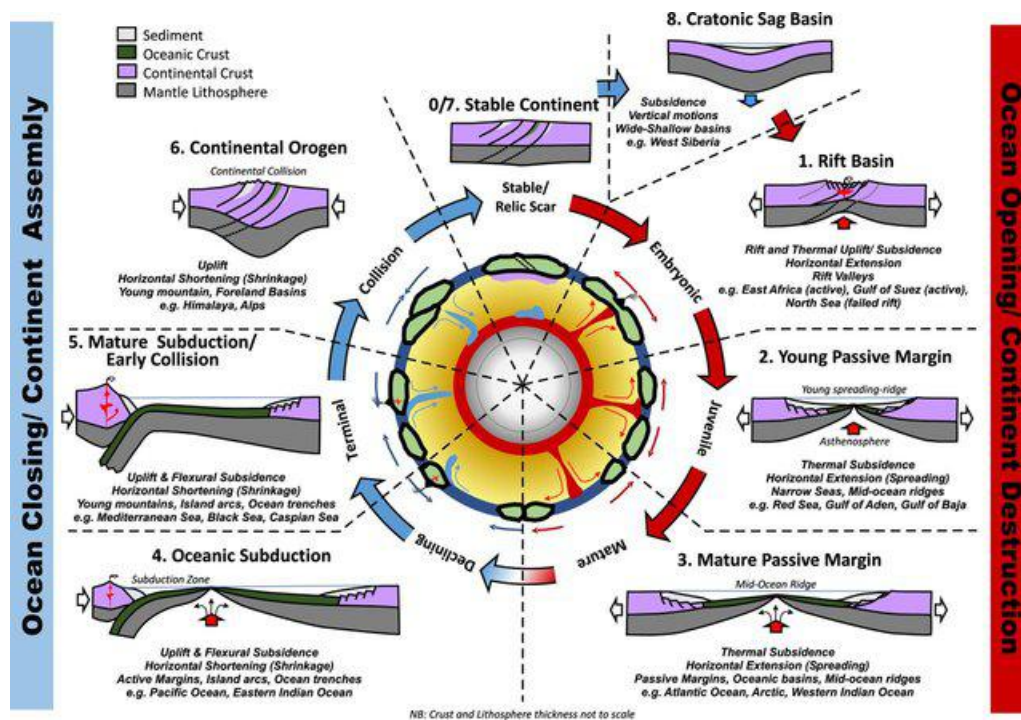 Ocean Closing/ Continent Assembly
Sediment
Oceanic Crust
Continental Crust
Mantle Lithosphere
0/7. Stable Continent
Stable/
Relic Scar
8. Cratonic Sag Basin
Subsidence
Vertical motions
Wide-Shallow basins
e.g. West Siberia
1. Rift Basin
Rift and Thermal Uplift/ Subsidence
Horizontal Extension
Rift Valleys
e.g. East Africa (active), Gulf of Suez (active),
North Sea (failed rift)
Embryonic
2. Young Passive Margin
Young spreading-ridge
Asthenosphere
Thermal Subsidence
Horizontal Extension (Spreading)
Narrow Seas, Mid-ocean ridges
e.g. Red Sea, Gulf of Aden, Gulf of Baja
Juvenile
3. Mature Passive Margin
Mid-Ocean Ridge
Thermal Subsidence
Horizontal Extension (Spreading)
Passive Margins, Oceanic basins, Mid-ocean ridges
e.g. Atlantic Ocean, Arctic, Western Indian Ocean
Mature
4. Oceanic Subduction
Subduction Zone
Uplift & Flexural Subsidence
Horizontal Shortening (Shrinkage)
Active Margins, Island arcs, Ocean trenches
e.g. Pacific Ocean, Eastern Indian Ocean
Declining
5. Mature Subduction/
Early Collision
Uplift & Flexural Subsidence
Horizontal Shortening (Shrinkage)
Young mountains, Island arcs, Ocean trenches
e.g. Mediterranean Sea, Black Sea, Caspian Sea
Terminal
6. Continental Orogen
Continental Collision
Uplift
Horizontal Shortening (Shrinkage)
Young mountain, Foreland Basins
e.g. Himalaya, Alps
Collision
Ocean Opening/ Continent Destruction
NB: Crust and Lithosphere thickness not to scale